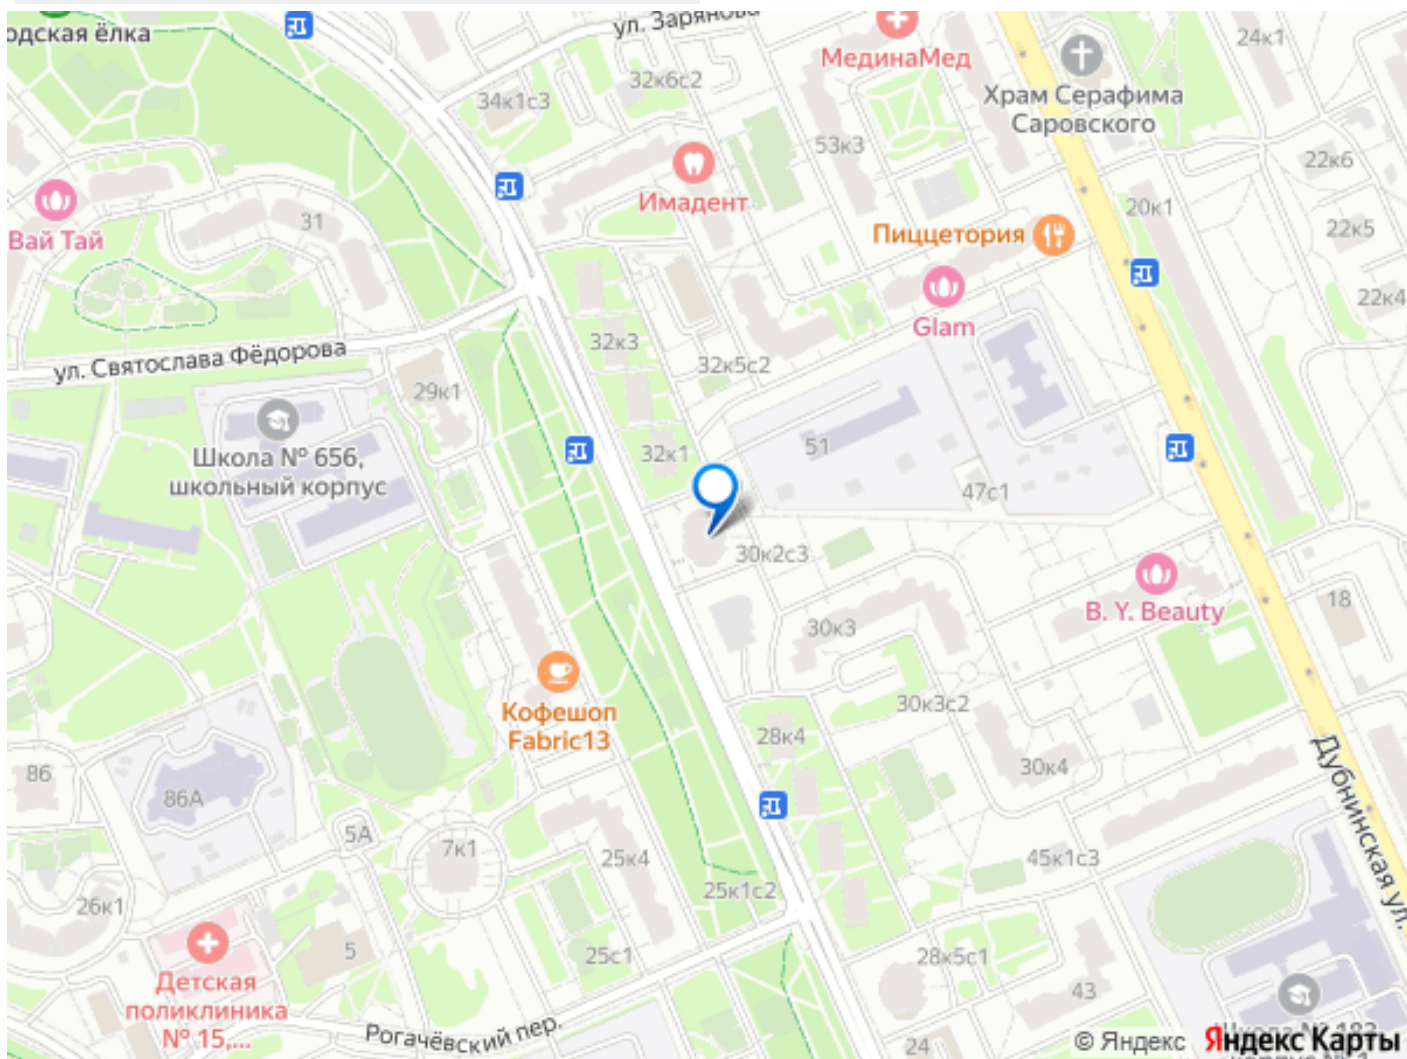 одская ёлка
ул. Зарянова
МединаМед
24к1
34к1с3
32к6с2
Храм Серафима
Саровского
53к3
22к6
Имадент
20к1
Вай Тай
31
Пиццетория
22к5
Glam
22к4
ул. Святослава Фёдорова
32к3
32к5с2
29к1
Школа № 656,
школьный корпус
32к1
51
47с1
30к2с3
B. Y. Beauty
18
30к3
Кофешоп
Fabric13
30к3с2
28к4
30к4
Дубнинская ул.
86
86А
5А
7к1
25к4
45к1с3
25к1с2
26к1
5
25с1
28к5с1
Детская
поликлиника
№ 15,...
43
Рогачёвский пер.
24
© Яндекс
Яндекс Карты